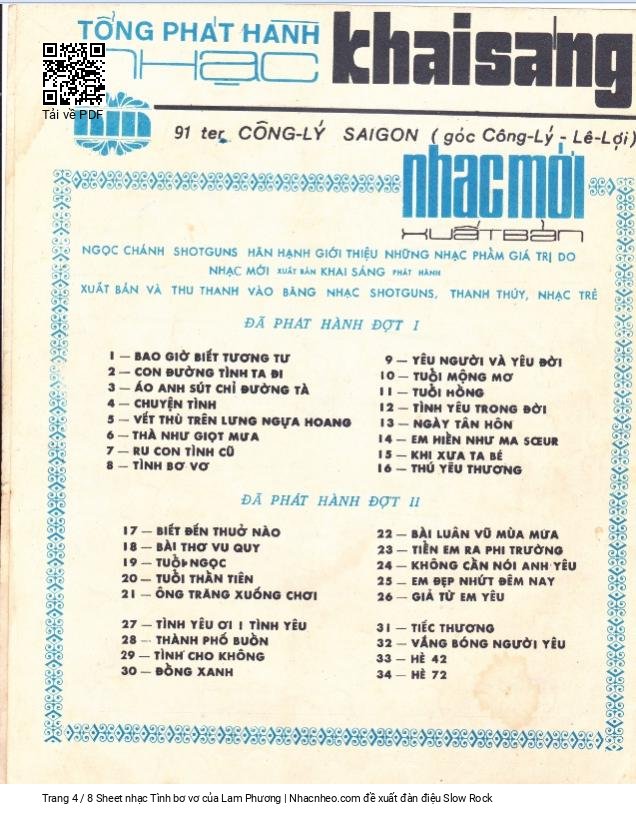 TỔNG PHÁT HÀNH
NHẠC khaisáng
Tải về PDF
nm
91 ter CÔNG-LÝ SAIGON ( góc Công-Lý - Lê-Lợi)
nhạc mới
XUẤT BẢN
NGỌC CHÁNH SHOTGUNS HÂN HẠNH GIỚI THIỆU NHỮNG NHẠC PHẨM GIÁ TRỊ DO
NHẠC MỚI XUẤT BẢN KHAI SÁNG PHÁT HÀNH
XUẤT BẢN VÀ THU THANH VÀO BĂNG NHẠC SHOTGUNS, THANH THÚY, NHẠC TRẺ
ĐÃ PHÁT HÀNH ĐỢT I
1 — BAO GIỜ BIẾT TƯƠNG TƯ
2 — CON ĐƯỜNG TÌNH TA ĐI
3 — ÁO ANH SÚT CHỈ ĐƯỜNG TÀ
4 — CHUYỆN TÌNH
5 — VẾT THÙ TRÊN LƯNG NGỰA HOANG
6 — THÀ NHƯ GIỌT MƯA
7 — RU CON TÌNH CŨ
8 — TÌNH BƠ VƠ
9 — YÊU NGƯỜI VÀ YÊU ĐỜI
10 — TUỔI MỘNG MƠ
11 — TUỔI HỒNG
12 — TÌNH YÊU TRONG ĐỜI
13 — NGÀY TÂN HÔN
14 — EM HIỀN NHƯ MA SŒUR
15 — KHI XƯA TA BÉ
16 — THÚ YÊU THƯƠNG
ĐÃ PHÁT HÀNH ĐỢT II
17 — BIẾT ĐẾN THUỞ NÀO
18 — BÀI THƠ VU QUY
19 — TUỔI NGỌC
20 — TUỔI THẦN TIÊN
21 — ÔNG TRĂNG XUỐNG CHƠI
22 — BÀI LUÂN VŨ MÙA MƯA
23 — TIỄN EM RA PHI TRƯỜNG
24 — KHÔNG CẦN NÓI ANH YÊU
25 — EM ĐẸP NHỨT ĐÊM NAY
26 — GIẢ TỪ EM YÊU
27 — TÌNH YÊU ƠI ! TÌNH YÊU
28 — THÀNH PHỐ BUỒN
29 — TÌNH CHO KHÔNG
30 — ĐỒNG XANH
31 — TIẾC THƯƠNG
32 — VẮNG BÓNG NGƯỜI YÊU
33 — HÈ 42
34 — HÈ 72
Trang 4 / 8 Sheet nhạc Tình bơ vơ của Lam Phương | Nhacnheo.com đề xuất đàn điệu Slow Rock